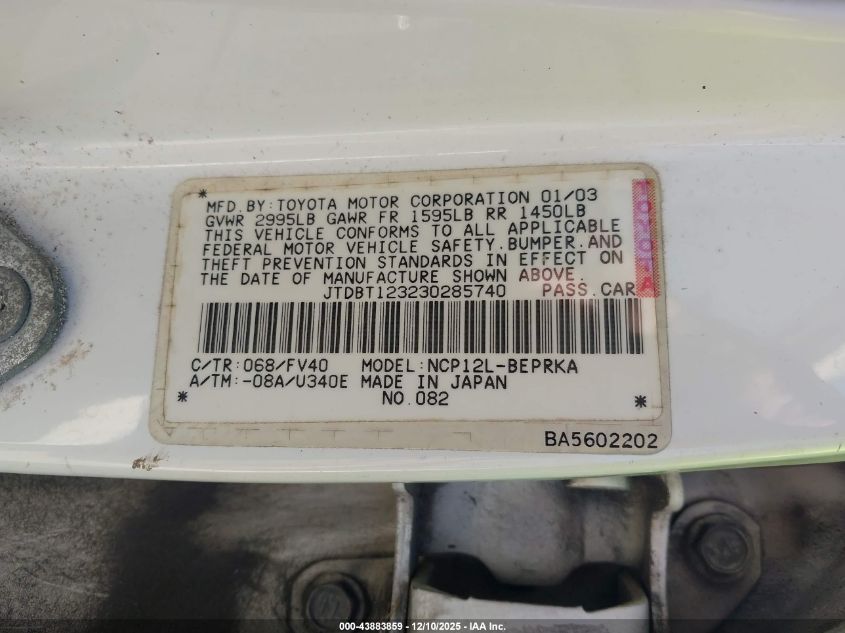 * MFD.BY:TOYOTA MOTOR CORPORATION 01/03
GVWR 2995LB GAWR FR 1595LB RR 1450LB
THIS VEHICLE CONFORMS TO ALL APPLICABLE
FEDERAL MOTOR VEHICLE SAFETY.BUMPER.AND
THEFT PREVENTION STANDARDS IN EFFECT ON
THE DATE OF MANUFACTURE SHOWN ABOVE.
JTDBT123230285740 PASS.CAR
TOYOTA
C/TR:068/FV40 MODEL:NCP12L-BEPRKA
A/TM:-08A/U340E MADE IN JAPAN
* NO.082 *
BA5602202
000-43883859 - 12/10/2025 - IAA Inc.